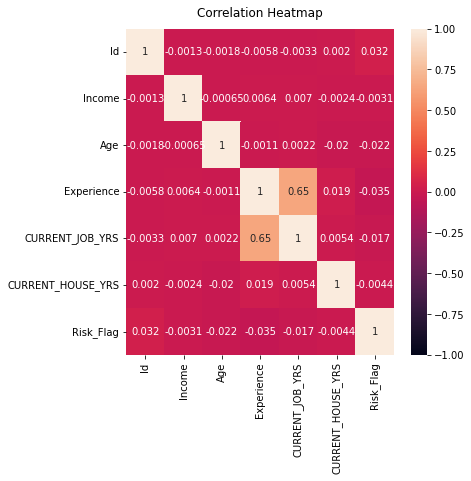 Correlation Heatmap
Id 1 -0.0013 -0.0018 -0.0058 -0.0033 0.002 0.032
Income -0.0013 1 -0.00065 0.0064 0.007 -0.0024 -0.0031
Age -0.0018 -0.00065 1 -0.0011 0.0022 -0.02 -0.022
Experience -0.0058 0.0064 -0.0011 1 0.65 0.019 -0.035
CURRENT_JOB_YRS -0.0033 0.007 0.0022 0.65 1 0.0054 -0.017
CURRENT_HOUSE_YRS 0.002 -0.0024 -0.02 0.019 0.0054 1 -0.0044
Risk_Flag 0.032 -0.0031 -0.022 -0.035 -0.017 -0.0044 1
Id
Income
Age
Experience
CURRENT_JOB_YRS
CURRENT_HOUSE_YRS
Risk_Flag
1.00
0.75
0.50
0.25
0.00
-0.25
-0.50
-0.75
-1.00